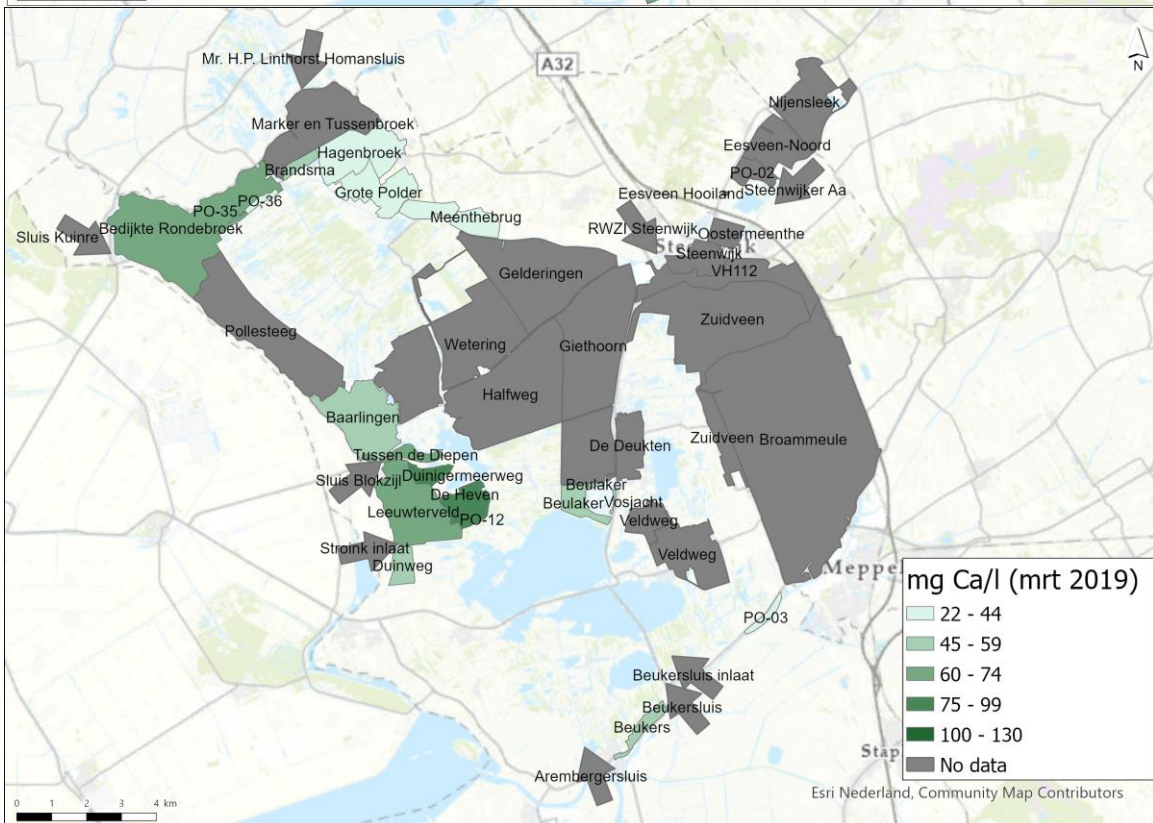 Mr. H.P. Linthorst Homansluis
A32
N
Marker en Tussenbroek
Nijensleek
Hagenbroek
Eesveen-Noord
Brandsma
PO-02
Grote Polder
Eesveen Hooiland
Steenwijker Aa
PO-36
PO-35
Meenthebrug
Bedijkte Rondebroek
Sluis Kuinre
RWZI Steenwijk
Oostermeenthe
Steenwijk
VH112
Gelderingen
Pollesteeg
Wetering
Giethoorn
Zuidveen
Halfweg
Baarlingen
De Deukten
Zuidveen
Broammeule
Tussen de Diepen
Sluis Blokzijl
Duinigermeerweg
Beulaker
De Heven
Beulaker
Vosjacht
Leeuwterveld
PO-12
Veldweg
Stroink inlaat
Veldweg
Duinweg
Meppel
PO-03
Beukersluis inlaat
Beukersluis
Beukers
Arembergersluis
Stap
mg Ca/l (mrt 2019)
22 - 44
45 - 59
60 - 74
75 - 99
100 - 130
No data
Esri Nederland, Community Map Contributors
0 1 2 3 4 km